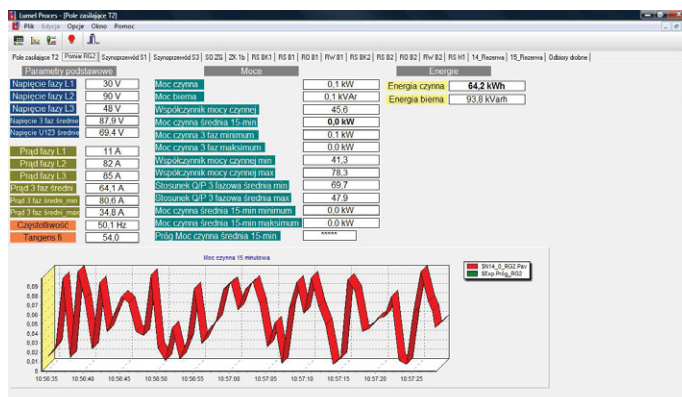 Lumel Proces - [Pole zasilające T2]
Plik Edycja Opcje Okno Pomoc
Pole zasilające T2 | Pomiar RG2 | Szynoprzewód S1 | Szynoprzewód S3 | SO ZG | ZK 1b | RS BK1 | RS B1 | RO B1 | RW B1 | RS BK2 | RS B2 | RO B2 | RW B2 | RS H1 | 14_Rezerwa | 15_Rezerwa | Odbiory drobne
Parametry podstawowe Moce Energie
Napięcie fazy L1 30 V Moc czynna 0,1 kW Energia czynna 64,2 kWh
Napięcie fazy L2 90 V Moc bierna 0,1 kVAr Energia bierna 93,8 kVarh
Napięcie fazy L3 48 V Współczynnik mocy czynnej 45,6
Napięcie 3 faz średnie 87,9 V Moc czynna średnia 15-min 0,0 kW
Napięcie U123 średnie 69,4 V Moc czynna 3 faz minimum 0,1 kW
Moc czynna 3 faz maksimum 0,0 kW
Prąd fazy L1 11 A Współczynnik mocy czynnej min 41,3
Prąd fazy L2 82 A Współczynnik mocy czynnej max 78,3
Prąd fazy L3 85 A Stosunek Q/P 3 fazowa średnia min 69,7
Prąd 3 faz średni 64,1 A Stosunek Q/P 3 fazowa średnia max 47,9
Prąd 3 faz średni_min 80,6 A Moc czynna średnia 15-min minimum 0,0 kW
Prąd 3 faz średni_max 34,8 A Moc czynna średnia 15-min maksimum 0,0 kW
Częstotliwość 50,1 Hz Próg Moc czynna średnia 15-min *****
Tangens fi 54,0
Moc czynna 15 minutowa
SN14_0_RG2.Pav
SExp.Próg_RG2
0,09
0,08
0,07
0,06
0,05
0,04
0,03
0,02
0,01
0
10:56:35 10:56:40 10:56:45 10:56:50 10:56:55 10:57:00 10:57:05 10:57:10 10:57:15 10:57:20 10:57:25